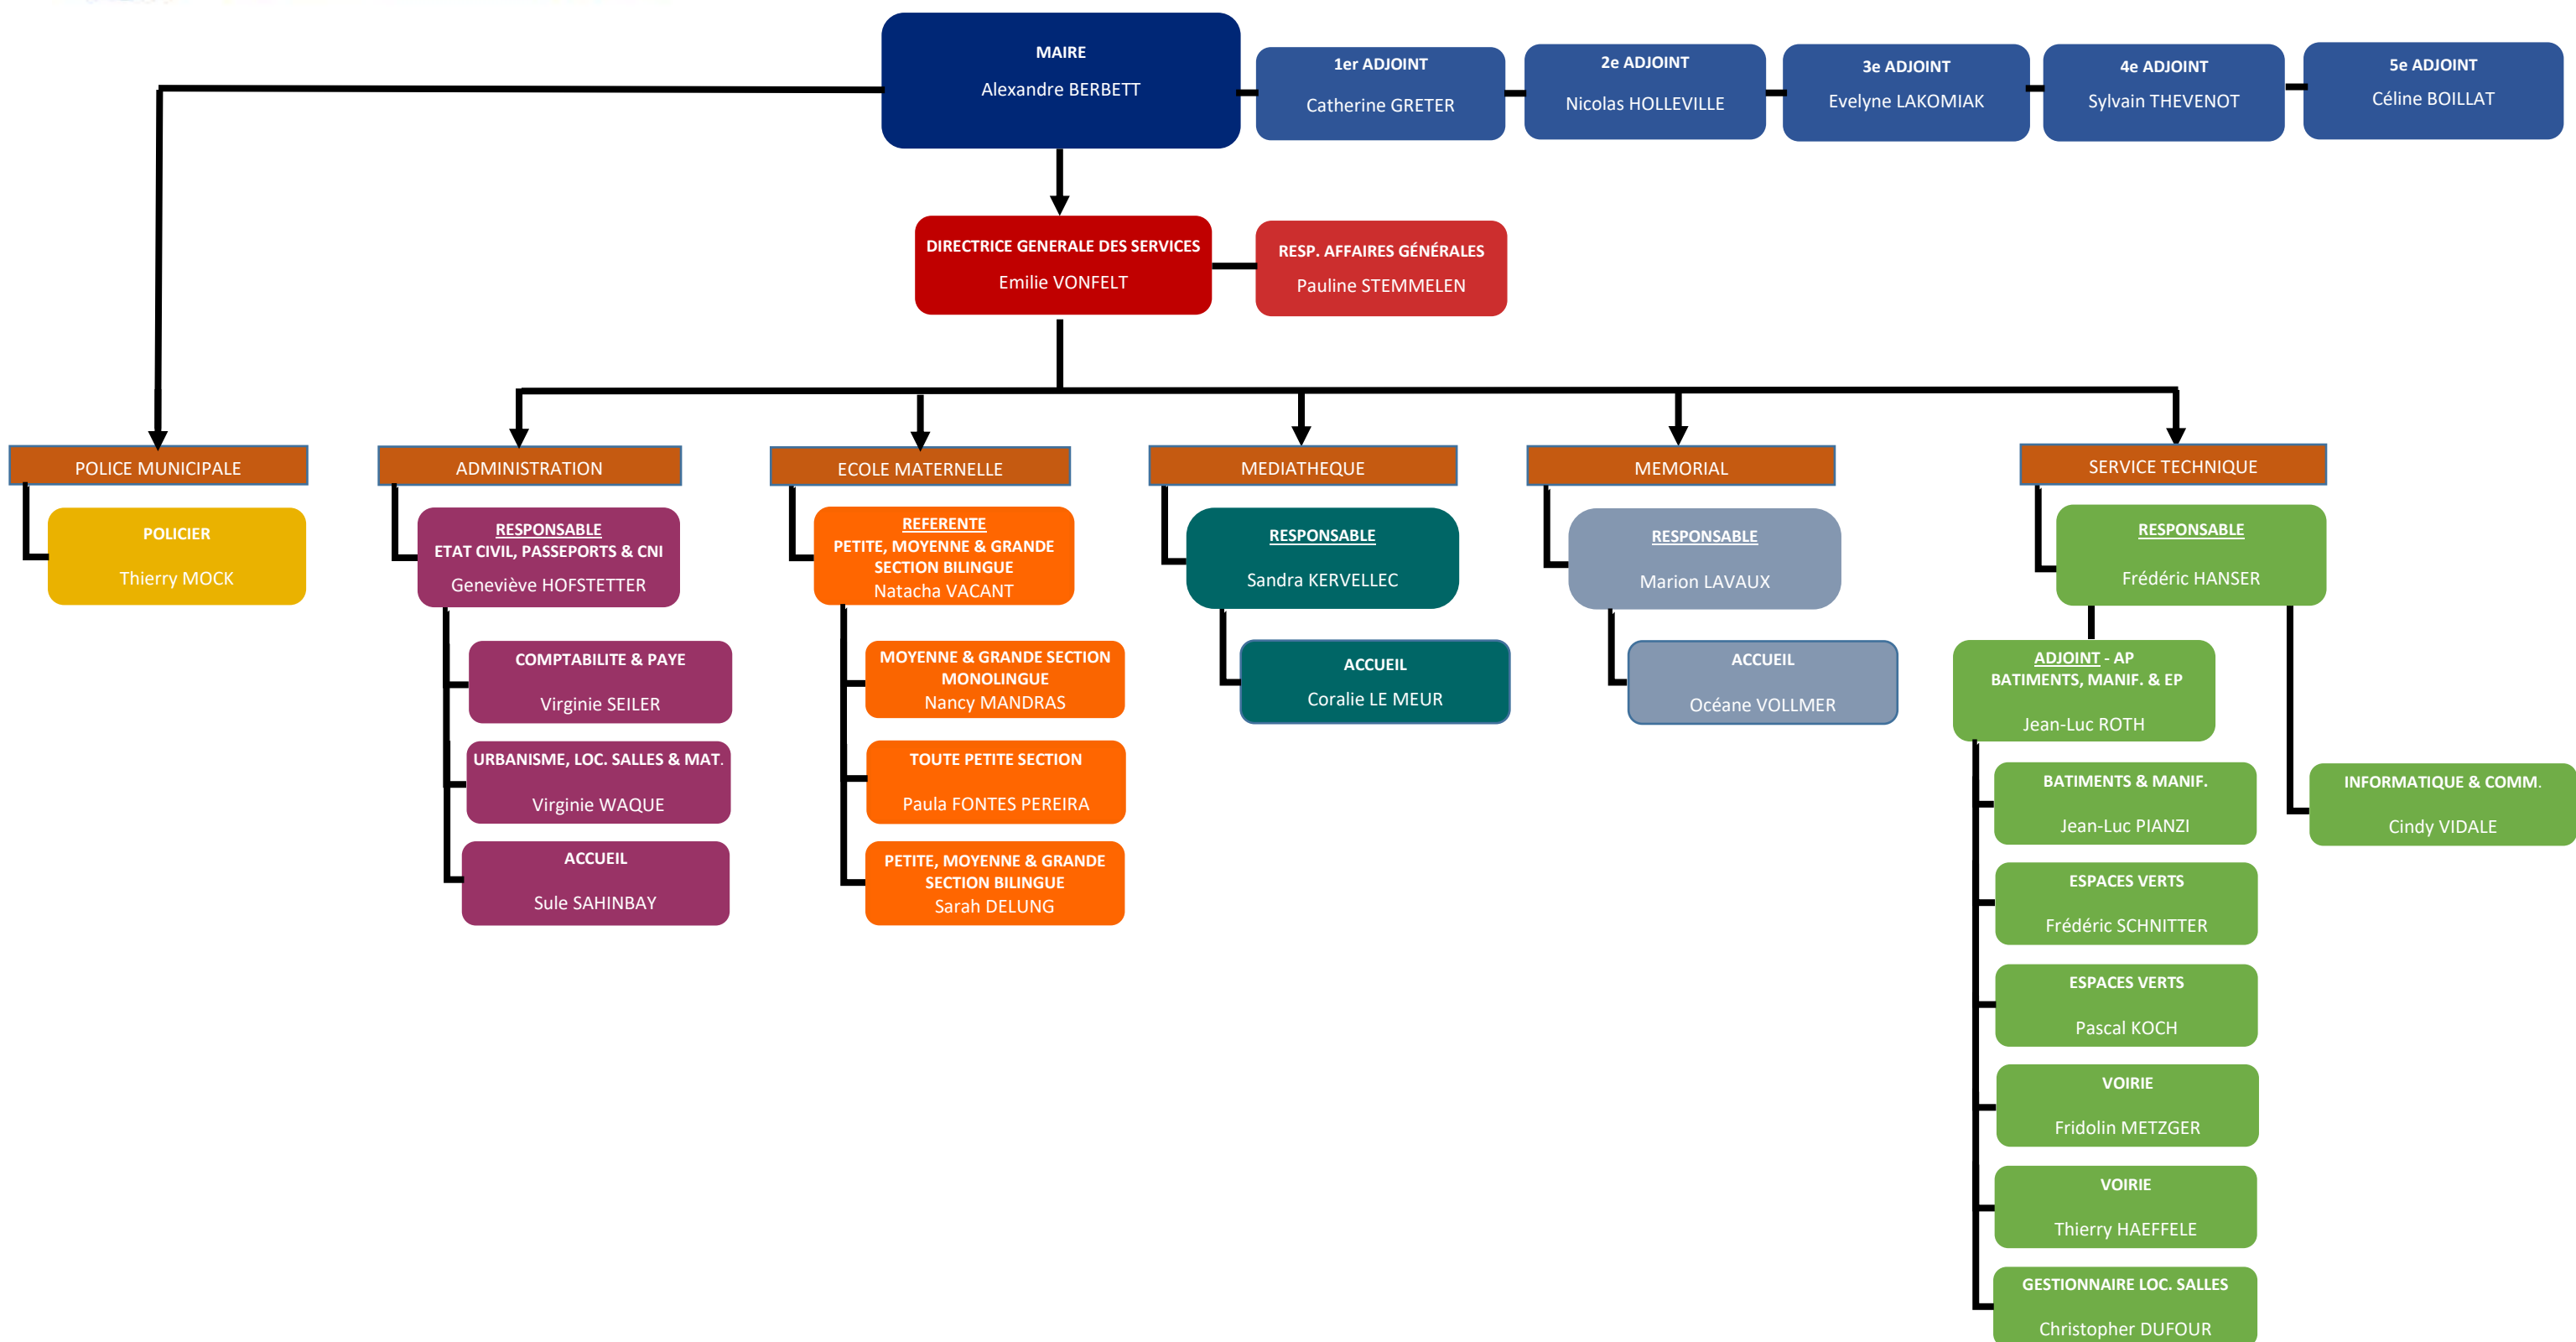 MAIRE
Alexandre BERBETT
1er ADJOINT
Catherine GRETER
2e ADJOINT
Nicolas HOLLEVILLE
3e ADJOINT
Evelyne LAKOMIAK
4e ADJOINT
Sylvain THEVENOT
5e ADJOINT
Céline BOILLAT
DIRECTRICE GENERALE DES SERVICES
Emilie VONFELT
RESP. AFFAIRES GÉNÉRALES
Pauline STEMMELEN
POLICE MUNICIPALE
POLICIER
Thierry MOCK
ADMINISTRATION
RESPONSABLE
ETAT CIVIL, PASSEPORTS & CNI
Geneviève HOFSTETTER
COMPTABILITE & PAYE
Virginie SEILER
URBANISME, LOC. SALLES & MAT.
Virginie WAQUE
ACCUEIL
Sule SAHINBAY
ECOLE MATERNELLE
REFERENTE
PETITE, MOYENNE & GRANDE
SECTION BILINGUE
Natacha VACANT
MOYENNE & GRANDE SECTION
MONOLINGUE
Nancy MANDRAS
TOUTE PETITE SECTION
Paula FONTES PEREIRA
PETITE, MOYENNE & GRANDE
SECTION BILINGUE
Sarah DELUNG
MEDIATHEQUE
RESPONSABLE
Sandra KERVELLEC
ACCUEIL
Coralie LE MEUR
MEMORIAL
RESPONSABLE
Marion LAVAUX
ACCUEIL
Océane VOLLMER
SERVICE TECHNIQUE
RESPONSABLE
Frédéric HANSER
ADJOINT - AP
BATIMENTS, MANIF. & EP
Jean-Luc ROTH
BATIMENTS & MANIF.
Jean-Luc PIANZI
ESPACES VERTS
Frédéric SCHNITTER
ESPACES VERTS
Pascal KOCH
VOIRIE
Fridolin METZGER
VOIRIE
Thierry HAEFFELE
GESTIONNAIRE LOC. SALLES
Christopher DUFOUR
INFORMATIQUE & COMM.
Cindy VIDALE